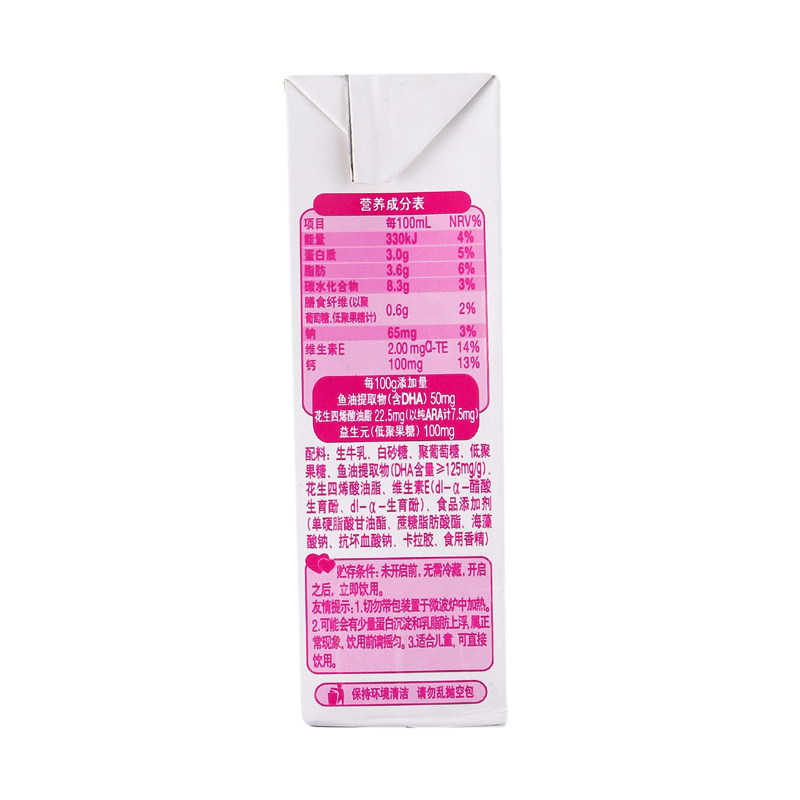 营养成分表
项目 每100mL NRV%
能量 330kJ 4%
蛋白质 3.0g 5%
脂肪 3.6g 6%
碳水化合物 8.3g 3%
膳食纤维(以聚
葡萄糖、低聚果糖计) 0.6g 2%
钠 65mg 3%
维生素E 2.00 mgα-TE 14%
钙 100mg 13%
每100g添加量
鱼油提取物(含DHA) 50mg
花生四烯酸油脂 22.5mg(以纯ARA计7.5mg)
益生元(低聚果糖) 100mg
配料：生牛乳、白砂糖、聚葡萄糖、低聚
果糖、鱼油提取物(DHA含量≥125mg/g)、
花生四烯酸油脂、维生素E(dl-α-醋酸
生育酚、dl-α-生育酚)、食品添加剂
(单硬脂酸甘油酯、蔗糖脂肪酸酯、海藻
酸钠、抗坏血酸钠、卡拉胶、食用香精)
贮存条件：未开启前，无需冷藏，开启
之后，立即饮用。
友情提示：1.切勿带包装置于微波炉中加热。
2.可能会有少量蛋白沉淀和乳脂肪上浮，属正
常现象，饮用前请摇匀。3.适合儿童，可直接
饮用。
保持环境清洁 请勿乱抛空包